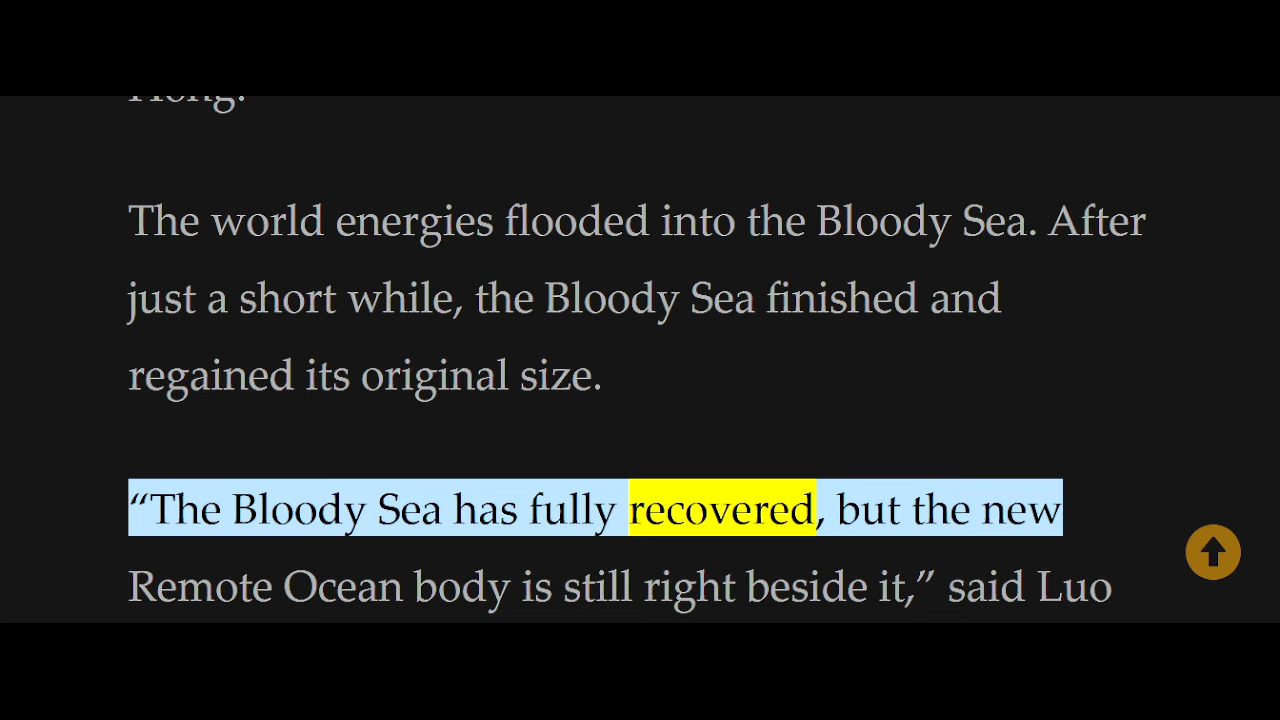 The world energies flooded into the Bloody Sea. After
just a short while, the Bloody Sea finished and
regained its original size.
“The Bloody Sea has fully recovered, but the new
Remote Ocean body is still right beside it,” said Luo